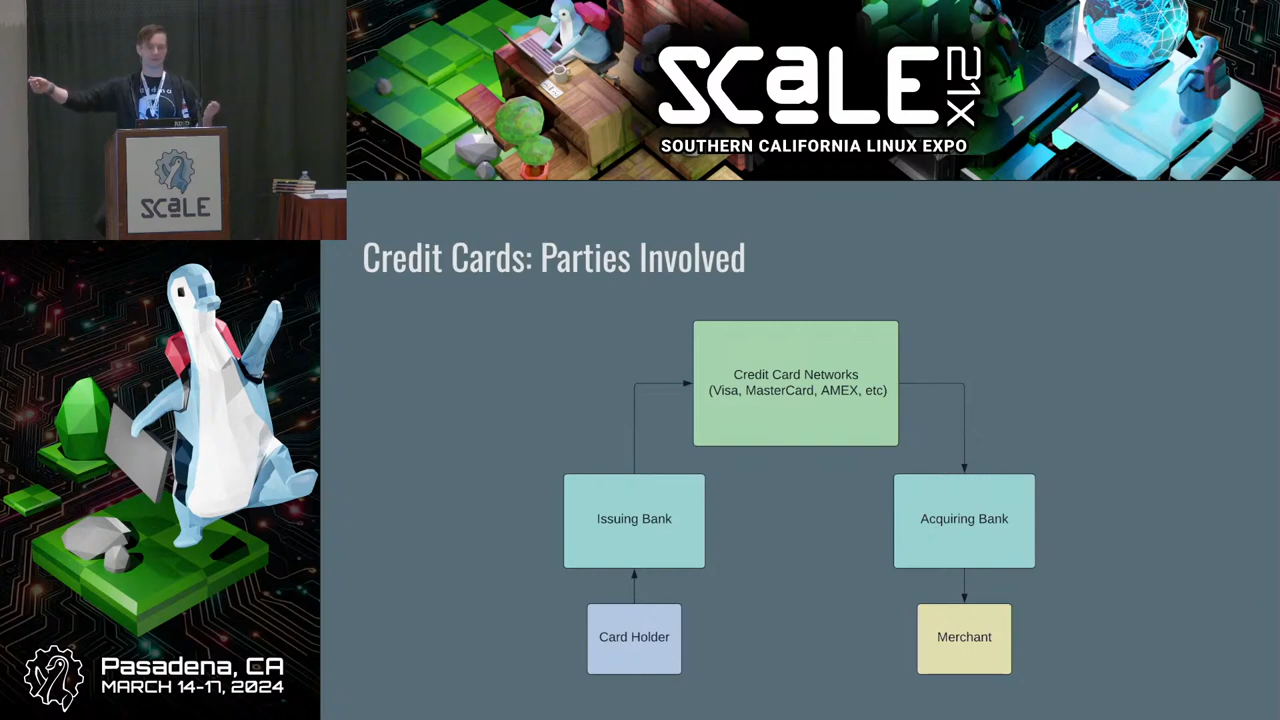 SCALE
21X
SOUTHERN CALIFORNIA LINUX EXPO
SCALE
Credit Cards: Parties Involved
Credit Card Networks
(Visa, MasterCard, AMEX, etc)
Issuing Bank
Acquiring Bank
Card Holder
Merchant
Pasadena, CA
MARCH 14-17, 2024